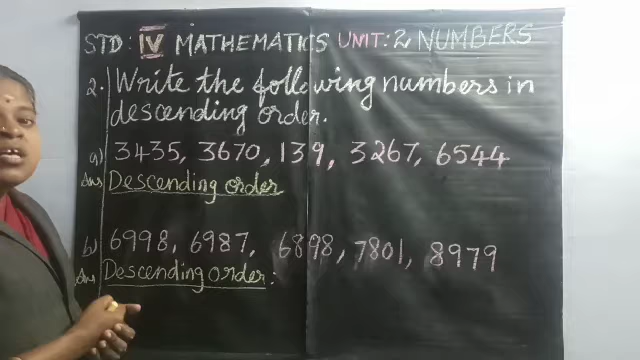 STD: IV MATHEMATICS UNIT: 2 NUMBERS
2. Write the following numbers in
descending order.
a) 3435, 3670, 139, 3267, 6544
Ans Descending order
b) 6998, 6987, 6898, 7801, 8979
Ans Descending order: